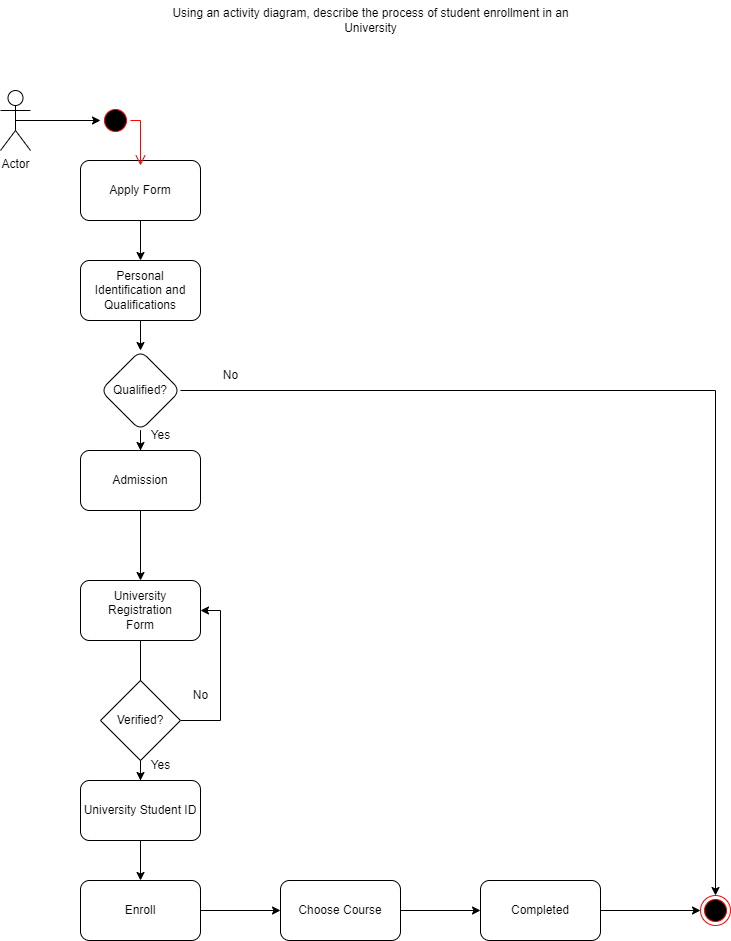 Using an activity diagram, describe the process of student enrollment in an
University
Actor
Apply Form
Personal
Identification and
Qualifications
Qualified?
No
Yes
Admission
University
Registration
Form
No
Verified?
Yes
University Student ID
Enroll
Choose Course
Completed